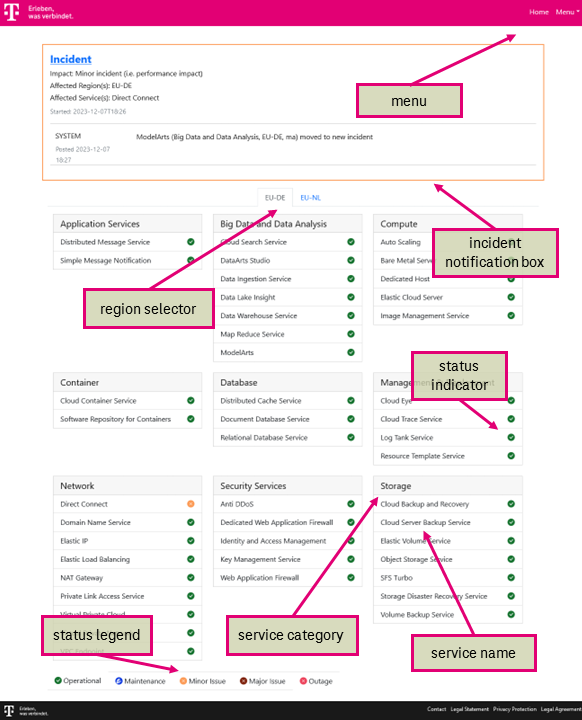 Erleben,
was verbindet.
Home Menu
Incident
Impact: Minor incident (i.e. performance impact)
Affected Region(s): EU-DE
Affected Service(s): Direct Connect
Started: 2023-12-07T18:26
menu
SYSTEM ModelArts (Big Data and Data Analysis, EU-DE, ma) moved to new incident
Posted 2023-12-07
18:27
EU-DE EU-NL
Application Services Big Data and Data Analysis Compute
Distributed Message Service Cloud Search Service Auto Scaling
Simple Message Notification DataArts Studio Bare Metal Server
incident
notification box
Data Ingestion Service Dedicated Host
Data Lake Insight Elastic Cloud Server
region selector
Data Warehouse Service Image Management Service
Map Reduce Service
ModelArts
status
indicator
Container Database
Cloud Container Service Distributed Cache Service Cloud Eye
Software Repository for Containers Document Database Service Cloud Trace Service
Relational Database Service Log Tank Service
Resource Template Service
Network Security Services Storage
Direct Connect Anti DDoS Cloud Backup and Recovery
Domain Name Service Dedicated Web Application Firewall Cloud Server Backup Service
Elastic IP Identity and Access Management Elastic Volume Service
Elastic Load Balancing Key Management Service Object Storage Service
NAT Gateway Web Application Firewall SFS Turbo
Private Link Access Service Storage Disaster Recovery Service
Virtual Private Cloud Volume Backup Service
status legend service category service name
Operational Maintenance Minor Issue Major Issue Outage
Erleben,
was verbindet.
Contact Legal Statement Privacy Protection Legal Agreement